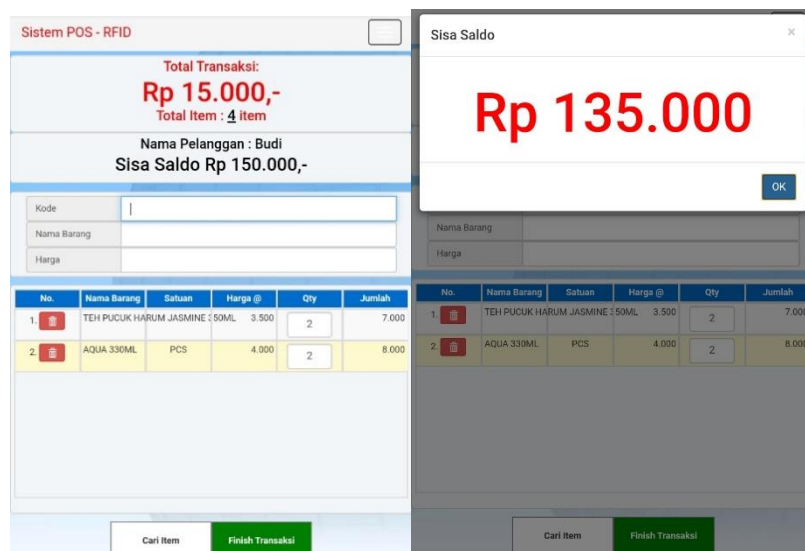 Sistem POS - RFID
Total Transaksi:
Rp 15.000,-
Total Item : 4 item
Nama Pelanggan : Budi
Sisa Saldo Rp 150.000,-
Kode
Nama Barang
Harga
No. Nama Barang Satuan Harga @ Qty Jumlah
1. TEH PUCUK HARUM JASMINE 350ML 3.500 2 7.000
2. AQUA 330ML PCS 4.000 2 8.000
Cari Item Finish Transaksi
Sisa Saldo ×
Rp 135.000
OK
Nama Barang
Harga
No. Nama Barang Satuan Harga @ Qty Jumlah
1. TEH PUCUK HARUM JASMINE 350ML 3.500 2 7.000
2. AQUA 330ML PCS 4.000 2 8.000
Cari Item Finish Transaksi